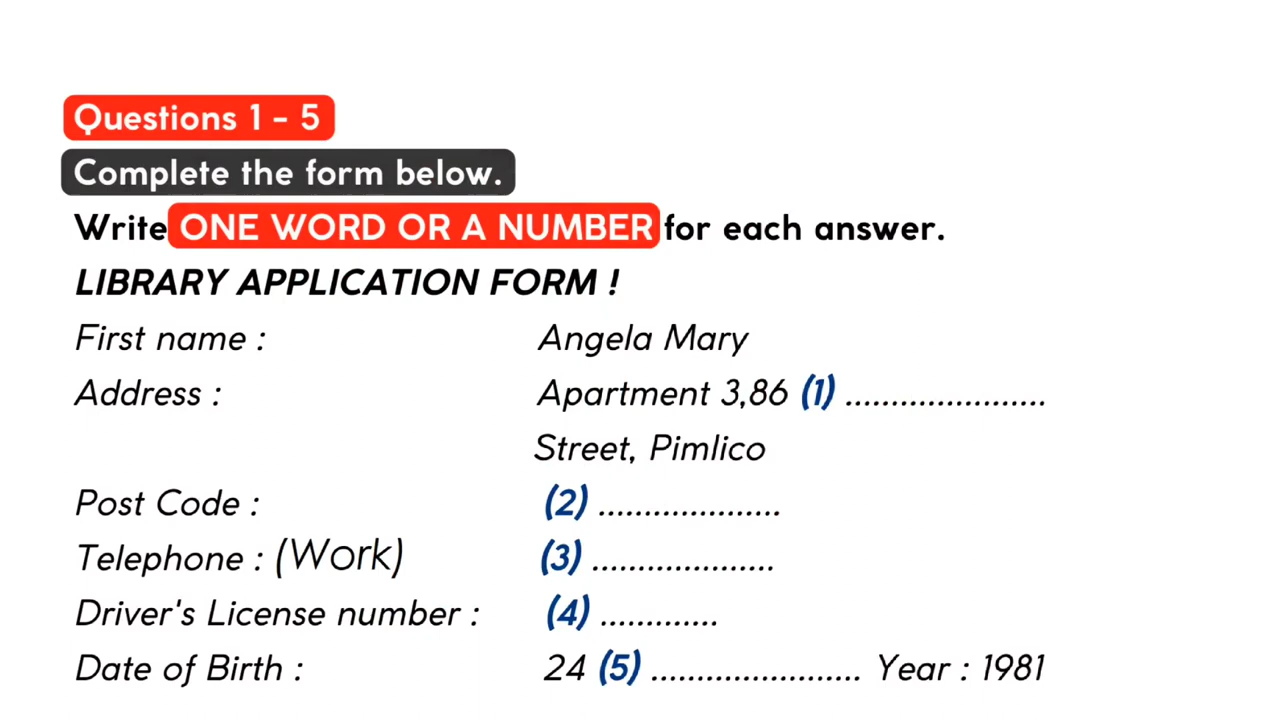 Questions 1 - 5
Complete the form below.
Write ONE WORD OR A NUMBER for each answer.
LIBRARY APPLICATION FORM !
First name : Angela Mary
Address : Apartment 3,86 (1) ......................
Street, Pimlico
Post Code : (2) ....................
Telephone : (Work) (3) ....................
Driver's License number : (4) .............
Date of Birth : 24 (5) ....................... Year : 1981